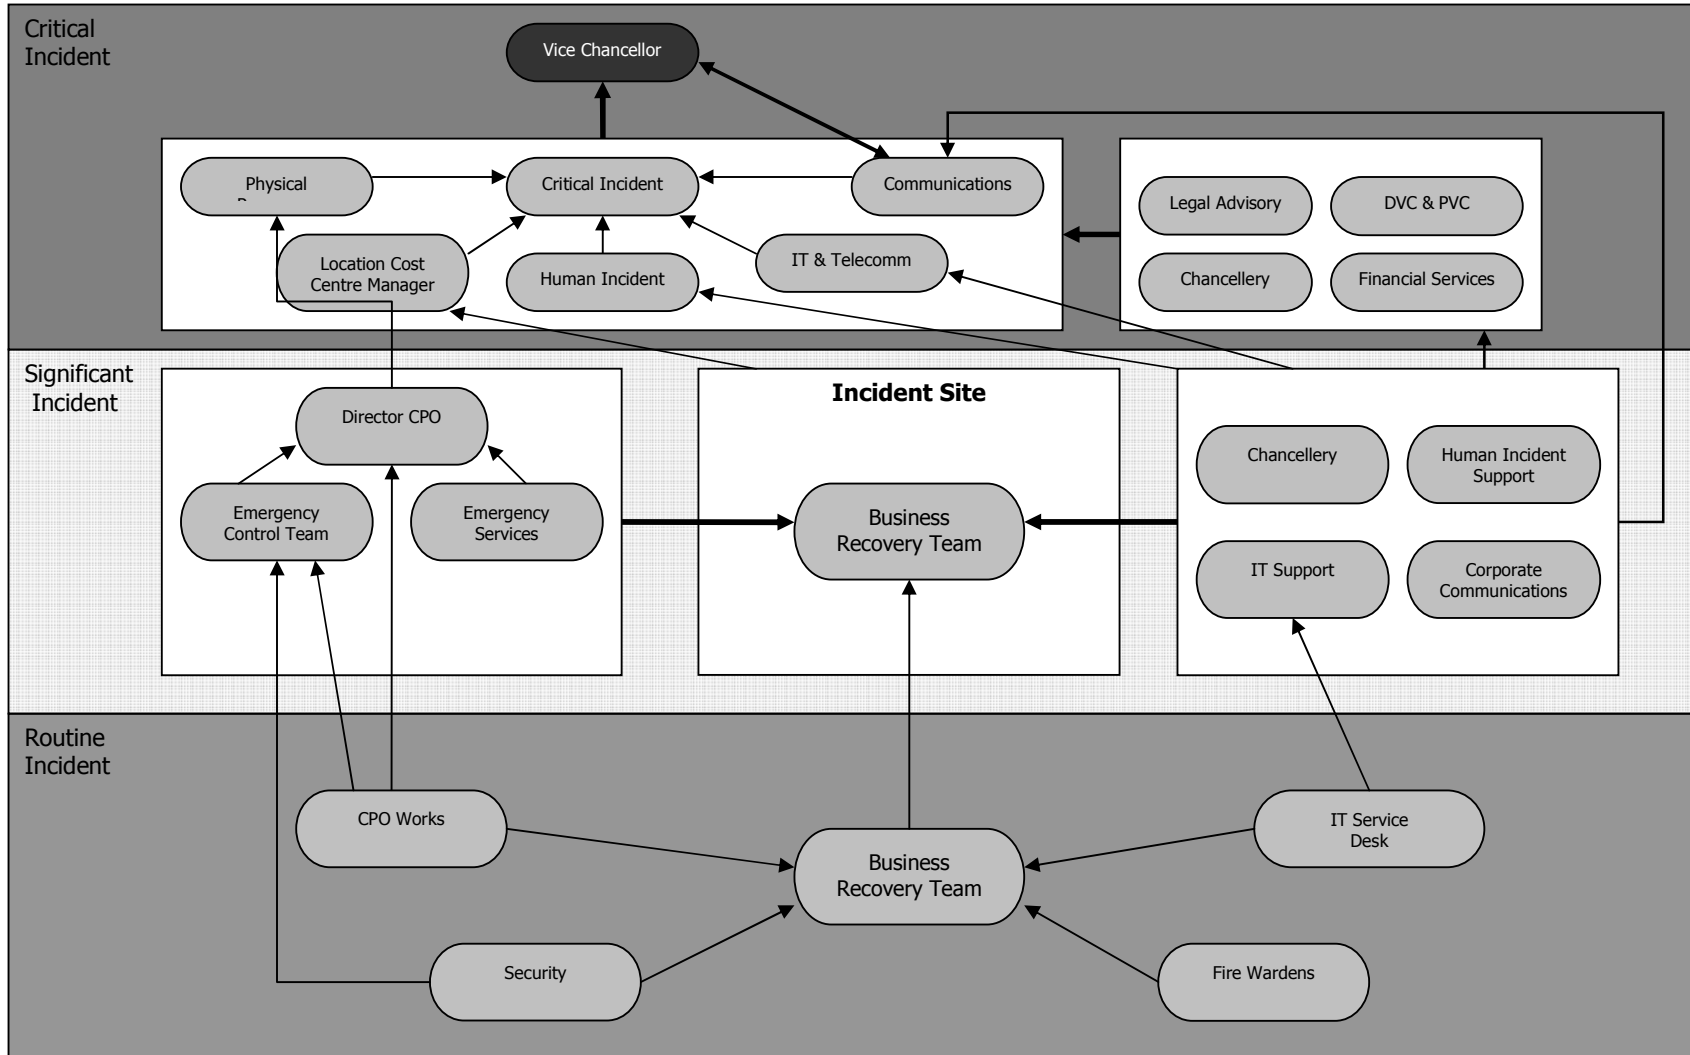 Critical
Incident
Vice Chancellor
Physical
Critical Incident
Communications
Location Cost
Centre Manager
Human Incident
IT & Telecomm
Legal Advisory
DVC & PVC
Chancellery
Financial Services
Significant
Incident
Director CPO
Emergency
Control Team
Emergency
Services
Incident Site
Business
Recovery Team
Chancellery
Human Incident
Support
IT Support
Corporate
Communications
Routine
Incident
CPO Works
Business
Recovery Team
IT Service
Desk
Security
Fire Wardens